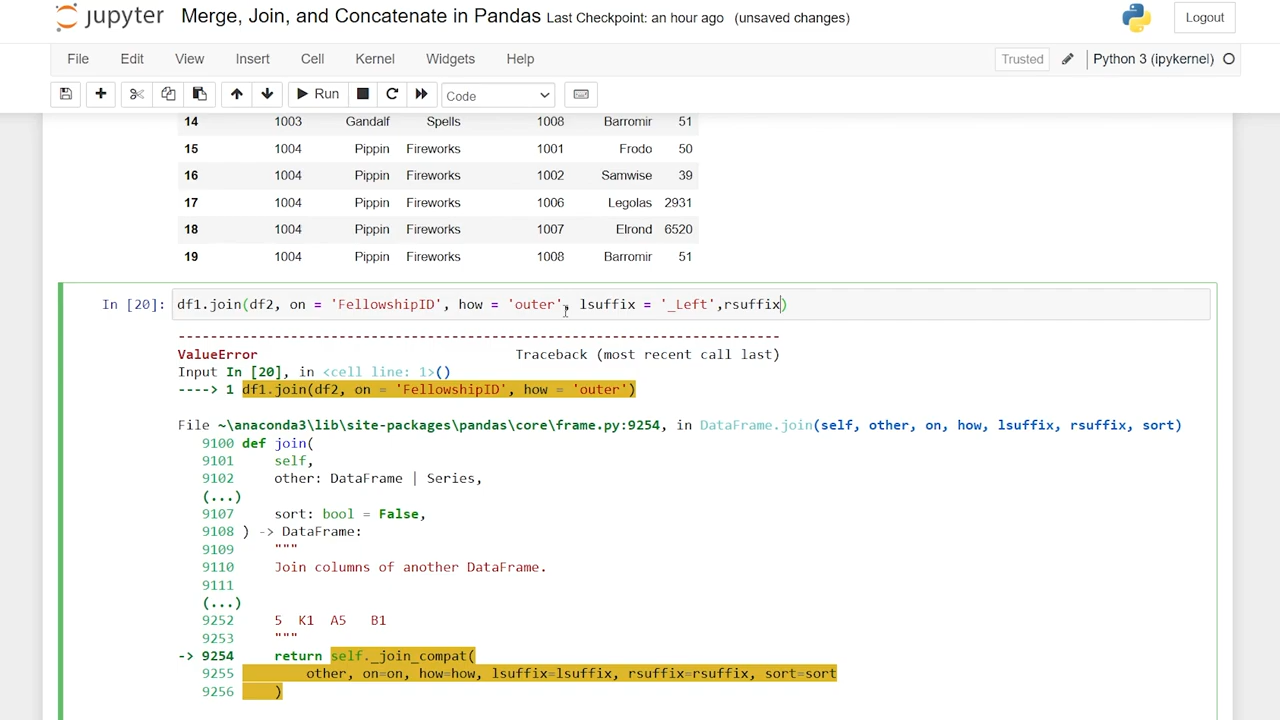 jupyter Merge, Join, and Concatenate in Pandas Last Checkpoint: an hour ago (unsaved changes) Logout
File Edit View Insert Cell Kernel Widgets Help Trusted Python 3 (ipykernel)
Run Code
14 1003 Gandalf Spells 1008 Barromir 51
15 1004 Pippin Fireworks 1001 Frodo 50
16 1004 Pippin Fireworks 1002 Samwise 39
17 1004 Pippin Fireworks 1006 Legolas 2931
18 1004 Pippin Fireworks 1007 Elrond 6520
19 1004 Pippin Fireworks 1008 Barromir 51
In [20]: df1.join(df2, on = 'FellowshipID', how = 'outer', lsuffix = '_Left',rsuffix)
---------------------------------------------------------------------------
ValueError Traceback (most recent call last)
Input In [20], in <cell line: 1>()
----> 1 df1.join(df2, on = 'FellowshipID', how = 'outer')
File ~\anaconda3\lib\site-packages\pandas\core\frame.py:9254, in DataFrame.join(self, other, on, how, lsuffix, rsuffix, sort)
9100 def join(
9101 self,
9102 other: DataFrame | Series,
(...)
9107 sort: bool = False,
9108 ) -> DataFrame:
9109 """
9110 Join columns of another DataFrame.
9111
(...)
9252 5 K1 A5 B1
9253 """
-> 9254 return self._join_compat(
9255 other, on=on, how=how, lsuffix=lsuffix, rsuffix=rsuffix, sort=sort
9256 )